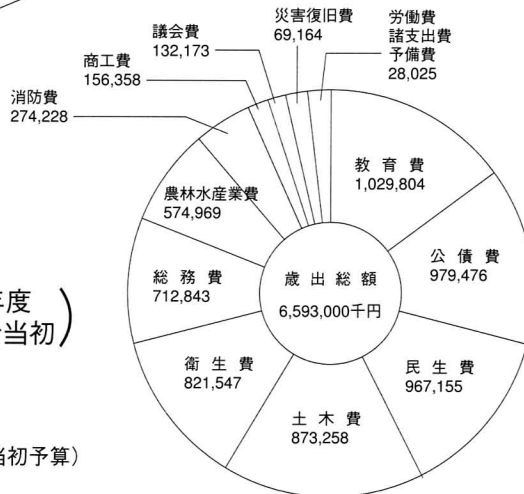 災害復旧費
69,164
労働費
諸支出費
予備費
28,025
議会費
132,173
商工費
156,358
消防費
274,228
教育費
1,029,804
農林水産業費
574,969
公債費
979,476
総務費
712,843
歳出総額
6,593,000千円
年度
当初)
衛生費
821,547
民生費
967,155
土木費
873,258
当初予算)